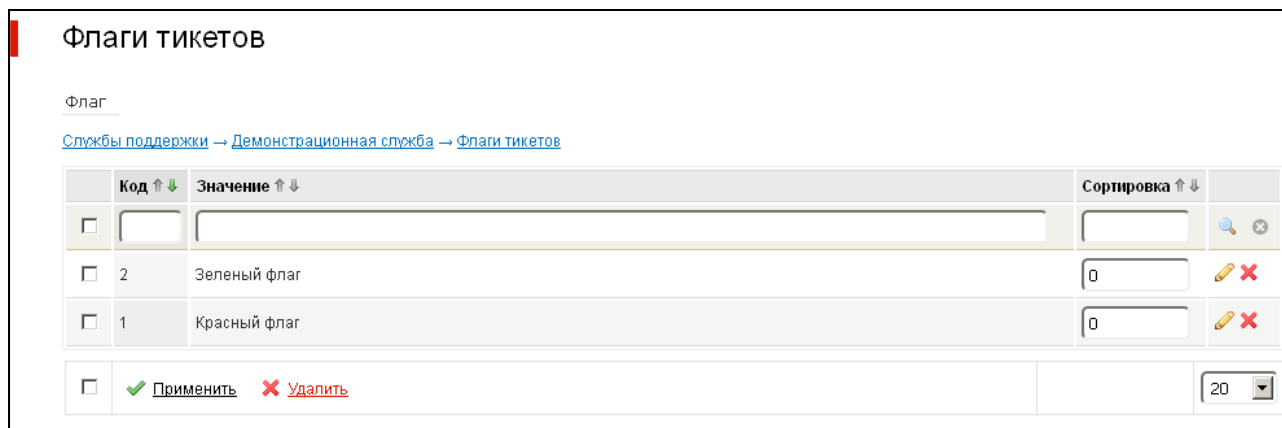 Флаги тикетов
Флаг
Службы поддержки → Демонстрационная служба → Флаги тикетов
Код ⇑ ⇓ Значение ⇑ ⇓ Сортировка ⇑ ⇓
2 Зеленый флаг 0
1 Красный флаг 0
Применить Удалить 20